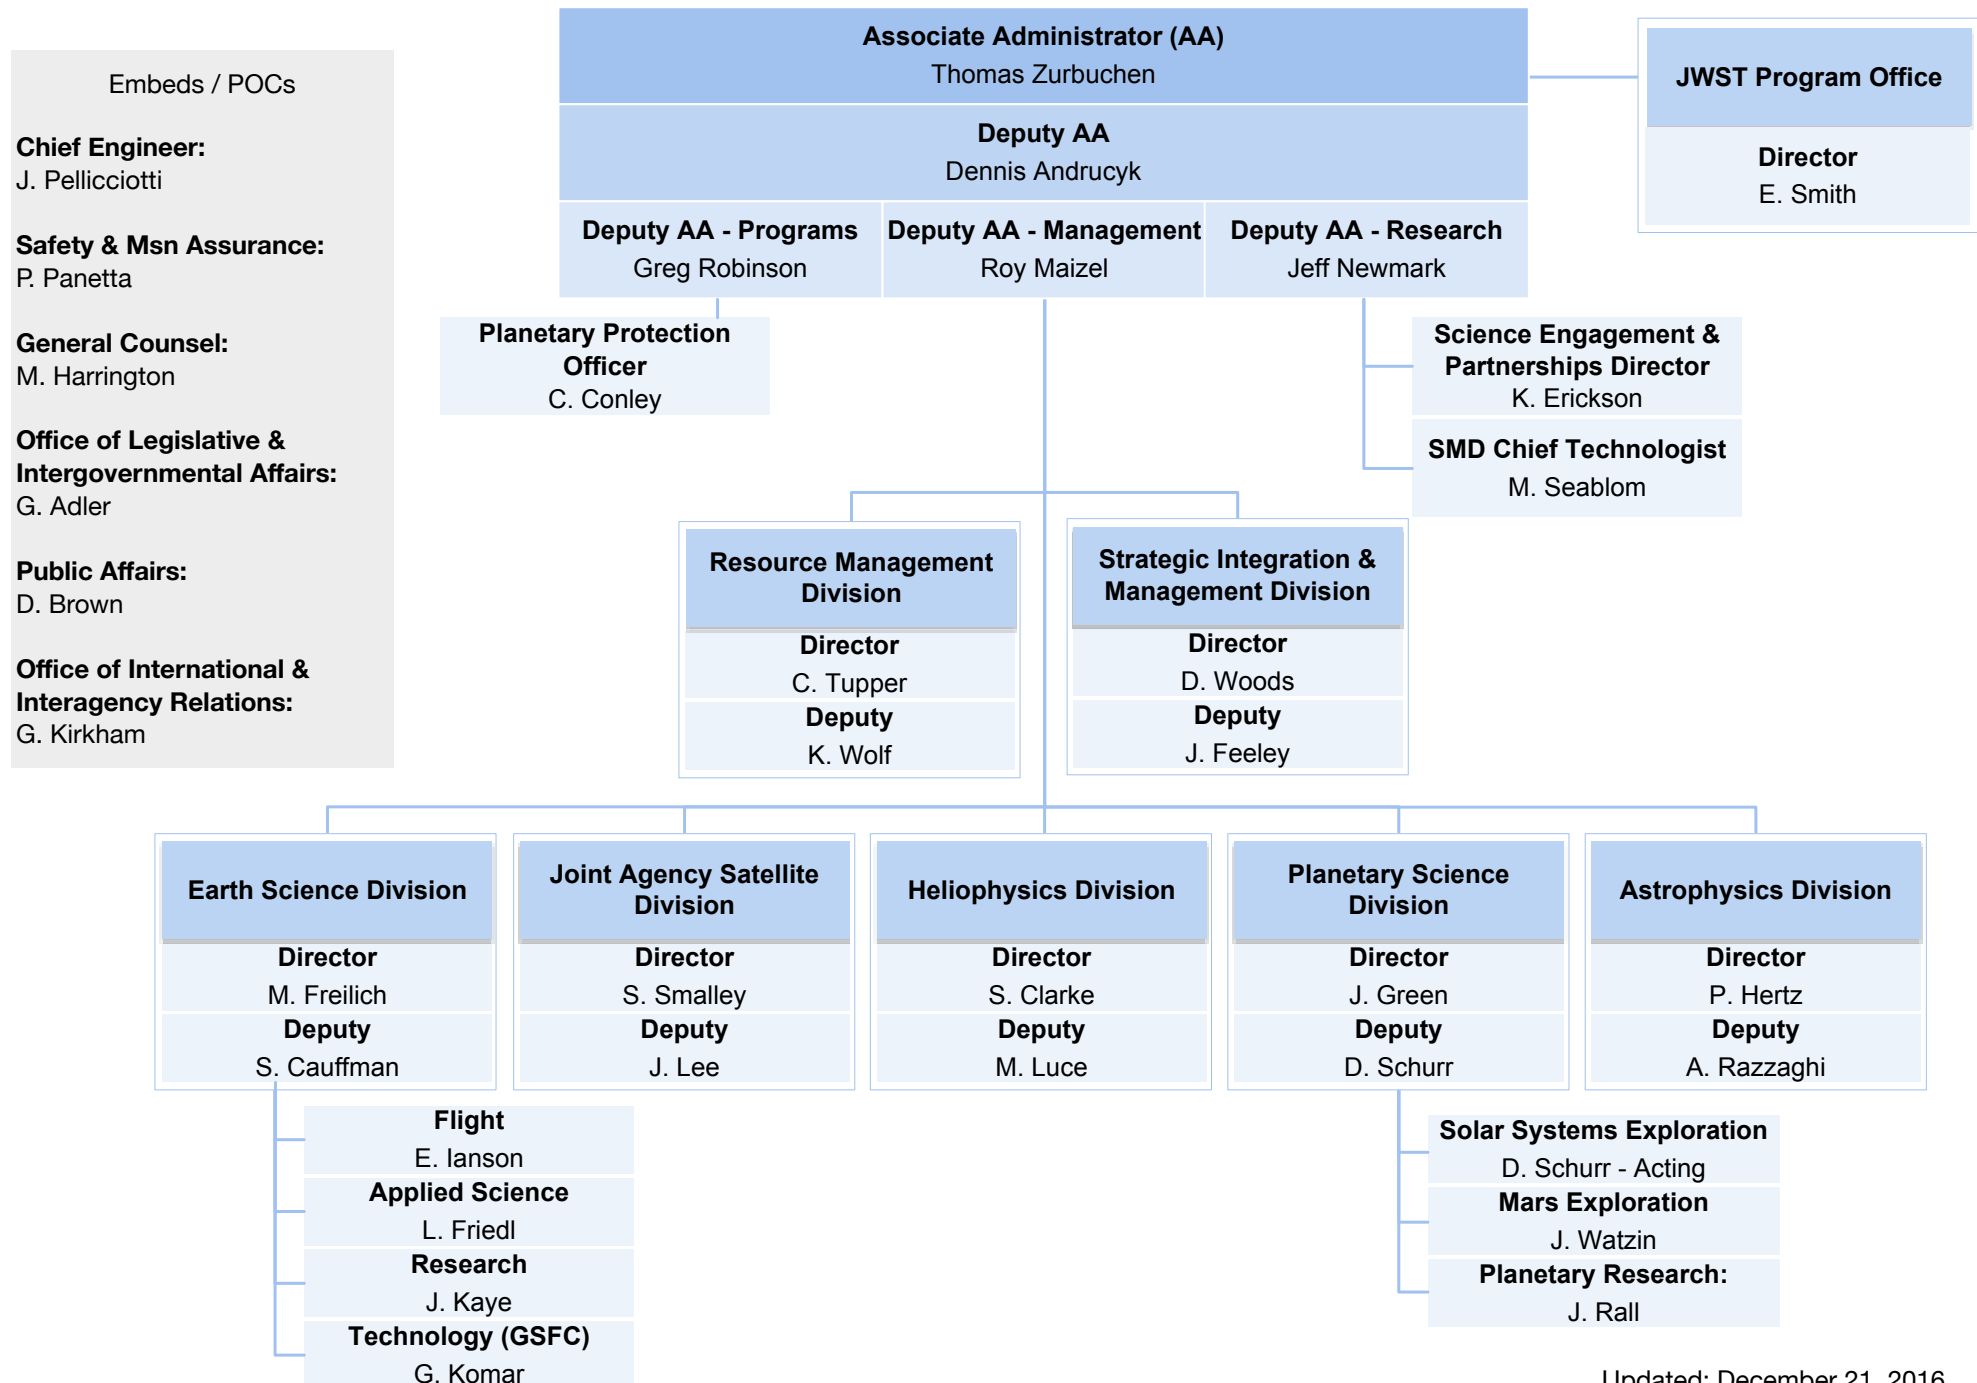 Associate Administrator (AA)
Thomas Zurbuchen
Deputy AA
Dennis Andrucyk
Deputy AA - Programs
Greg Robinson
Deputy AA - Management
Roy Maizel
Deputy AA - Research
Jeff Newmark
JWST Program Office
Director
E. Smith
Embeds / POCs
Chief Engineer:
J. Pellicciotti
Safety & Msn Assurance:
P. Panetta
General Counsel:
M. Harrington
Office of Legislative &
Intergovernmental Affairs:
G. Adler
Public Affairs:
D. Brown
Office of International &
Interagency Relations:
G. Kirkham
Planetary Protection
Officer
C. Conley
Science Engagement &
Partnerships Director
K. Erickson
SMD Chief Technologist
M. Seablom
Resource Management
Division
Director
C. Tupper
Deputy
K. Wolf
Strategic Integration &
Management Division
Director
D. Woods
Deputy
J. Feeley
Earth Science Division
Director
M. Freilich
Deputy
S. Cauffman
Flight
E. Ianson
Applied Science
L. Friedl
Research
J. Kaye
Technology (GSFC)
G. Komar
Joint Agency Satellite
Division
Director
S. Smalley
Deputy
J. Lee
Heliophysics Division
Director
S. Clarke
Deputy
M. Luce
Planetary Science
Division
Director
J. Green
Deputy
D. Schurr
Solar Systems Exploration
D. Schurr - Acting
Mars Exploration
J. Watzin
Planetary Research:
J. Rall
Astrophysics Division
Director
P. Hertz
Deputy
A. Razzaghi
Updated: December 21, 2016